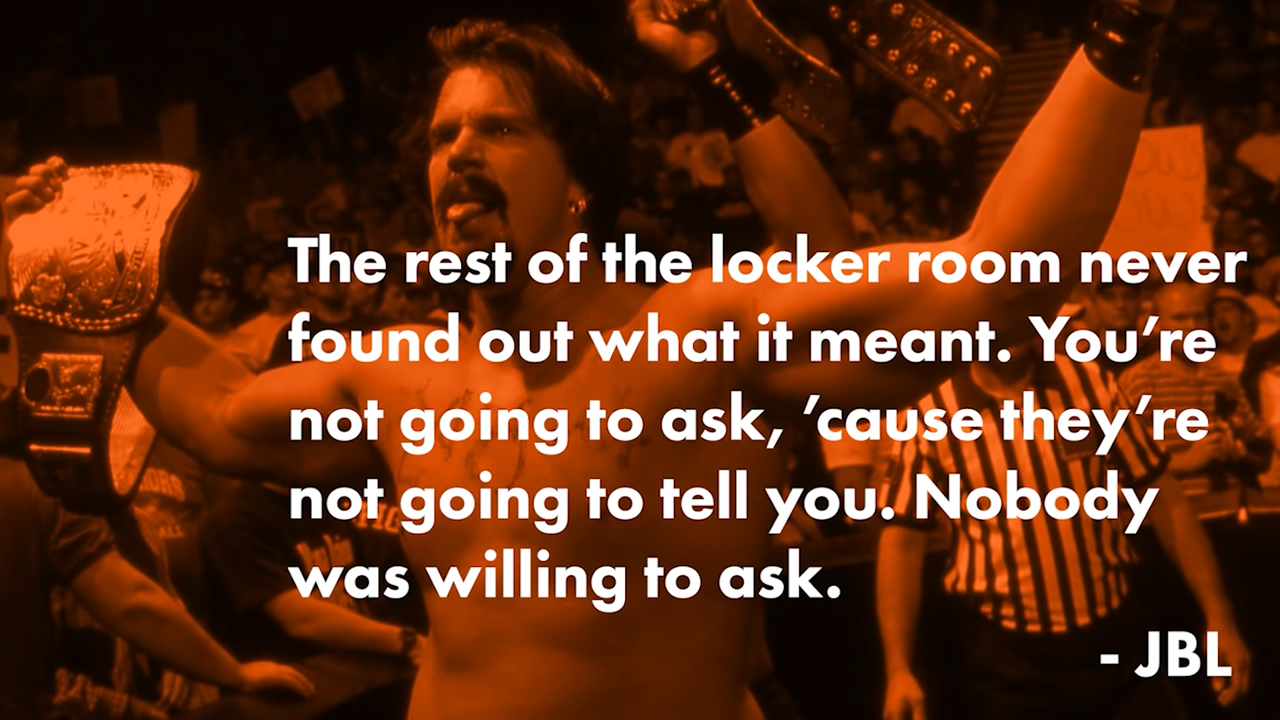 The rest of the locker room never
found out what it meant. You’re
not going to ask, ’cause they’re
not going to tell you. Nobody
was willing to ask.
- JBL